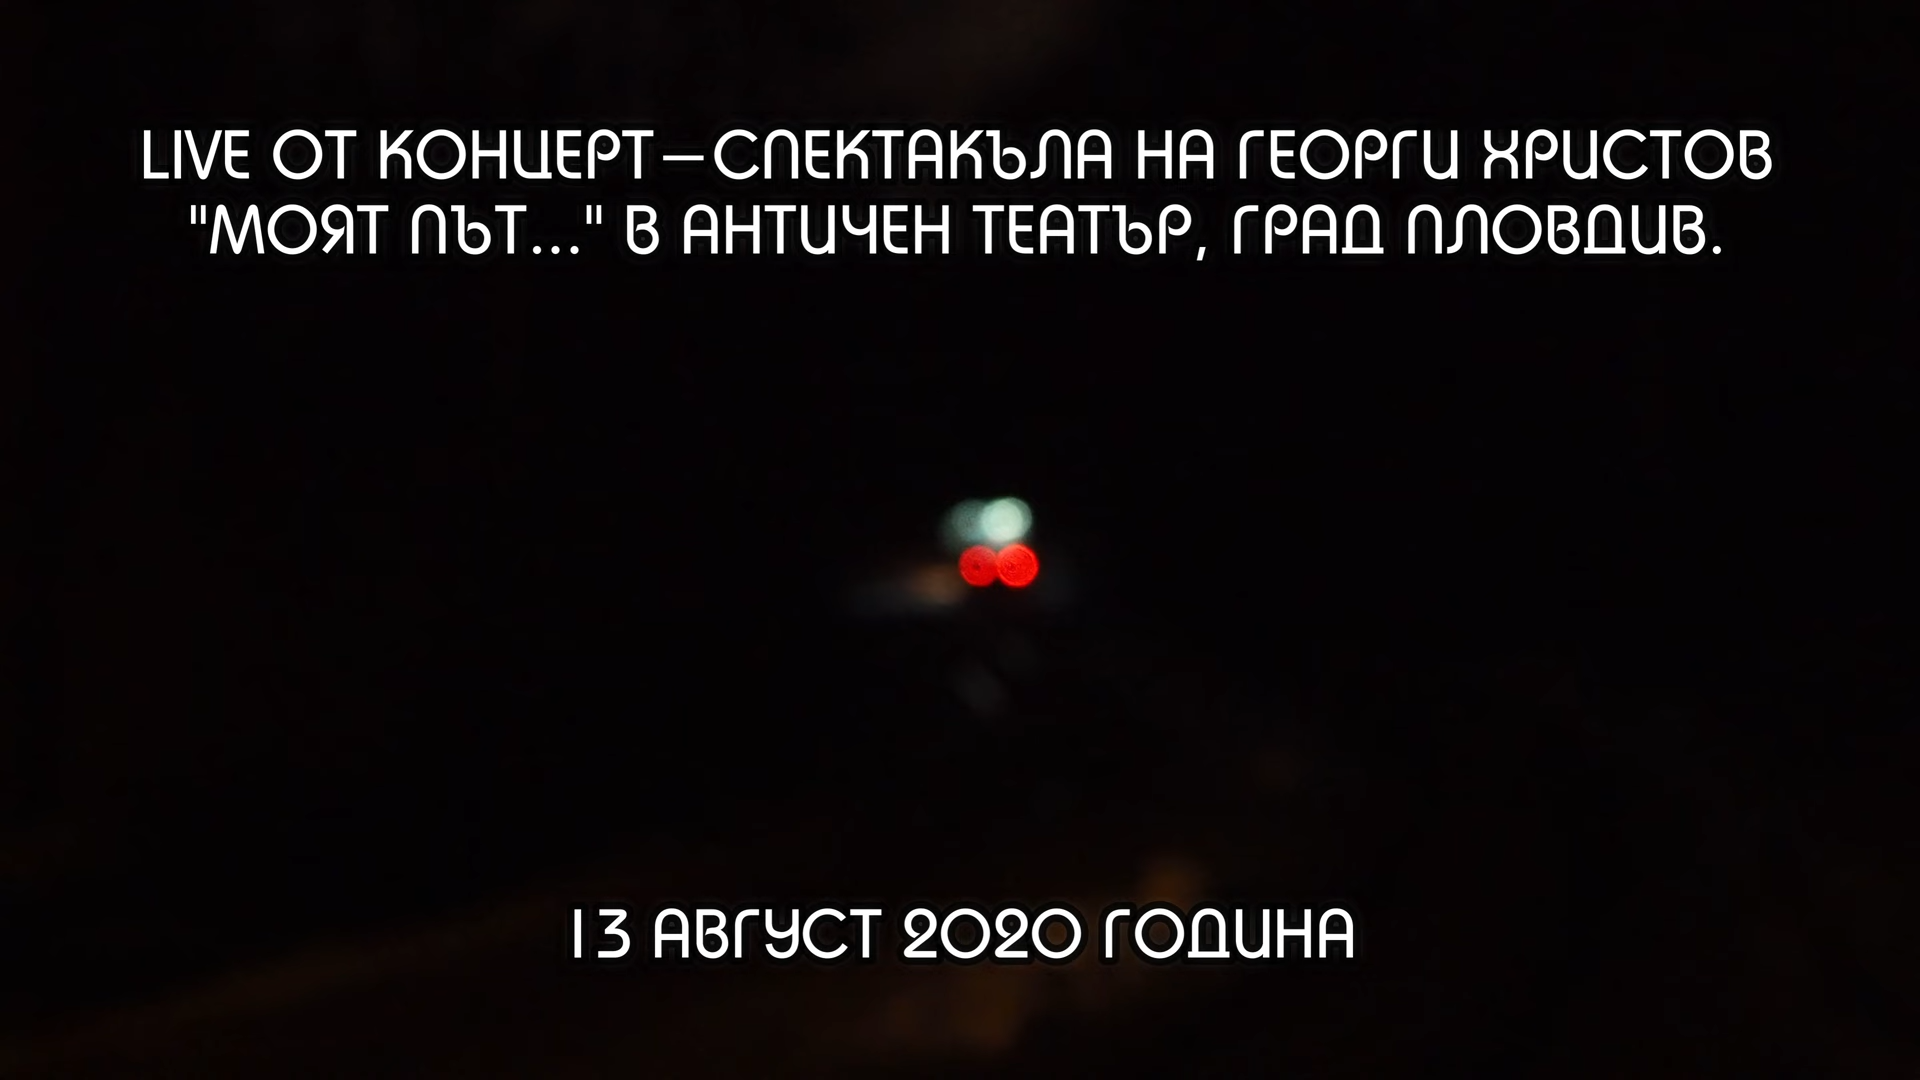 LIVE ОТ КОНЦЕРТ–СПЕКТАКЪЛА НА ГЕОРГИ ХРИСТОВ
"МОЯТ ПЪТ..." В АНТИЧЕН ТЕАТЪР, ГРАД ПЛОВДИВ.
13 АВГУСТ 2020 ГОДИНА